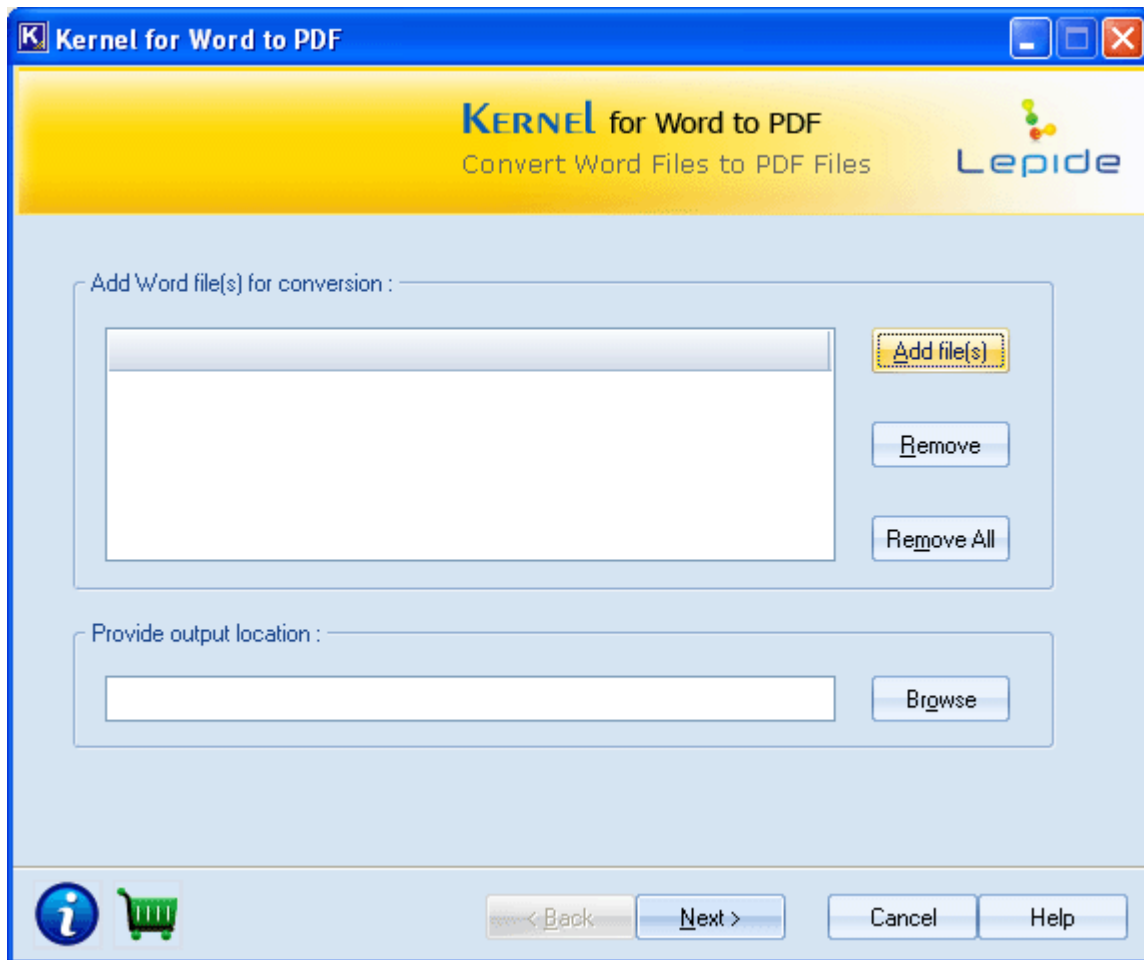 Kernel for Word to PDF
KERNEl for Word to PDF
Convert Word Files to PDF Files
Lepide
Add Word file(s) for conversion :
Add file(s)
Remove
Remove All
Provide output location :
Browse
< Back
Next >
Cancel
Help